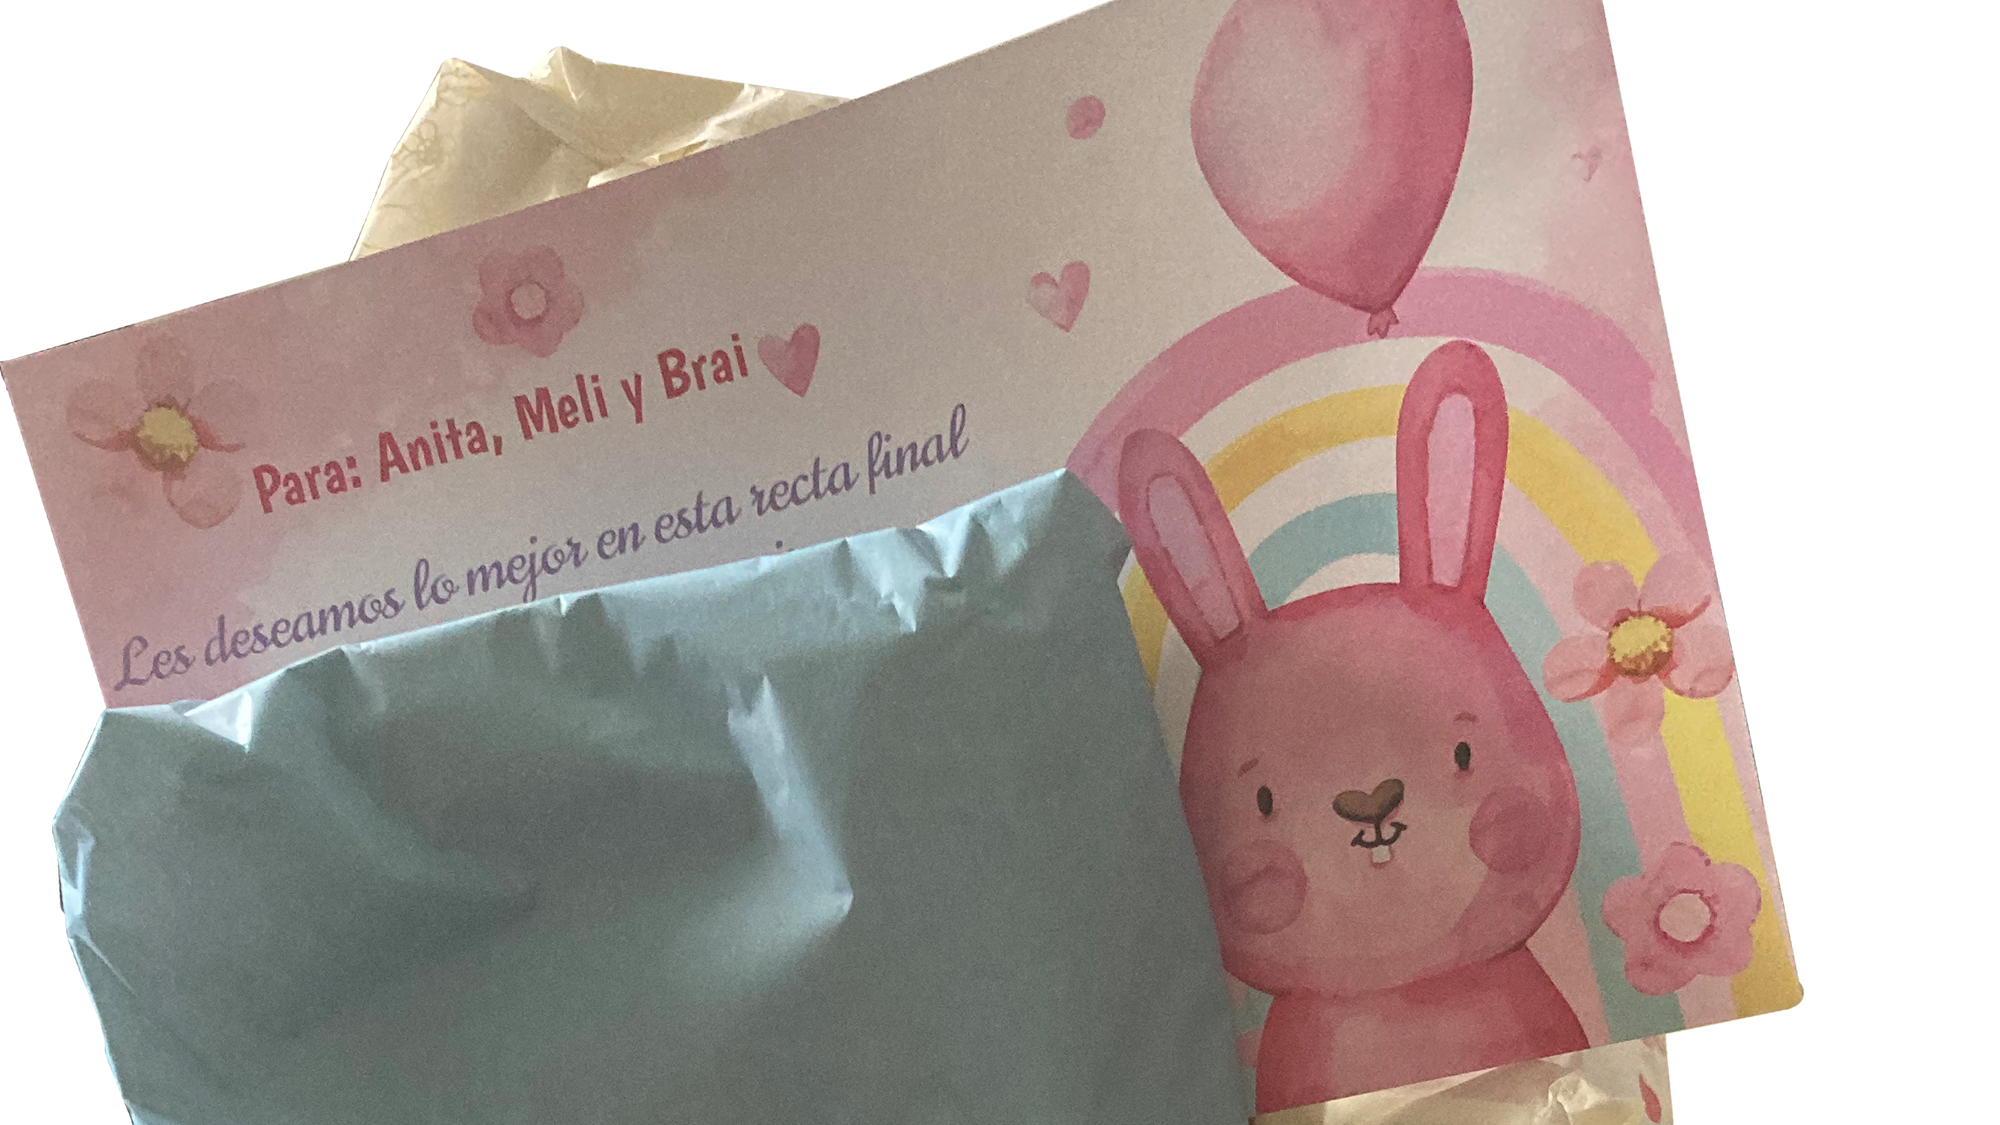 Para: Anita, Meli y Brai
Les deseamos lo mejor en esta recta final